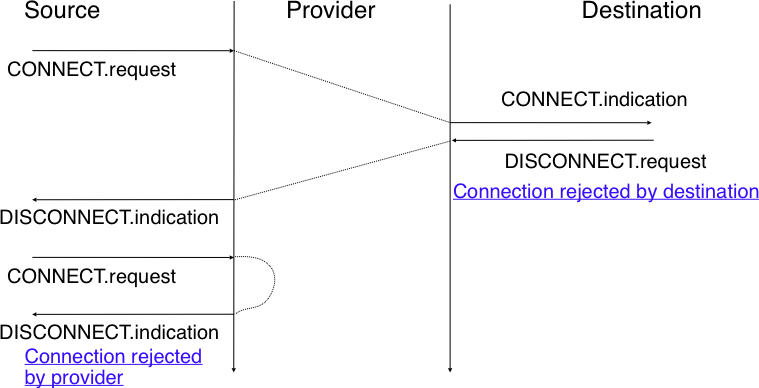 Source Provider Destination
CONNECT.request
CONNECT.indication
DISCONNECT.request
Connection rejected by destination
DISCONNECT.indication
CONNECT.request
DISCONNECT.indication
Connection rejected
by provider